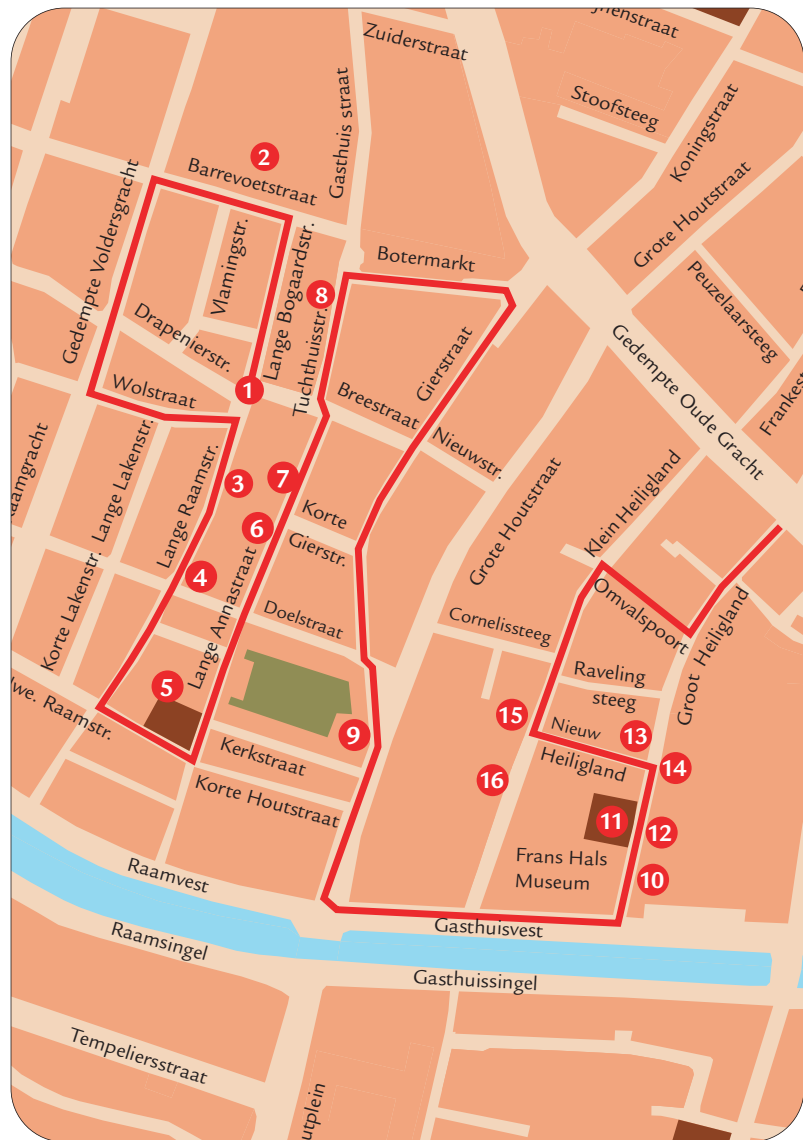 Zuiderstraat
Stoofsteeg
Koningstraat
Grote Houtstraat
Peuzelaarsteeg
Gasthuis straat
2
Barrevoetstraat
Gedempte Voldersgracht
Vlamingstr.
Lange Bogaardstr.
Botermarkt
8
Tuchthuisstr.
Drapenierstr.
Gierstraat
Gedempte Oude Gracht
Wolstraat
1
Breestraat
Nieuwstr.
Lange Lakenstr.
Lange Raamstr.
3
7
Korte
Gierstr.
6
Grote Houtstraat
Klein Heiligland
4
Korte Lakenstr.
Lange Annastraat
Doelstraat
Cornelissteeg
Omvalspoort
Groot Heiligland
5
Raveling
steeg
9
15
Nieuw
Heiligland
13
14
Kerkstraat
16
Korte Houtstraat
11
12
Frans Hals
Museum
10
Raamvest
Gasthuisvest
Raamsingel
Gasthuissingel
Tempeliersstraat